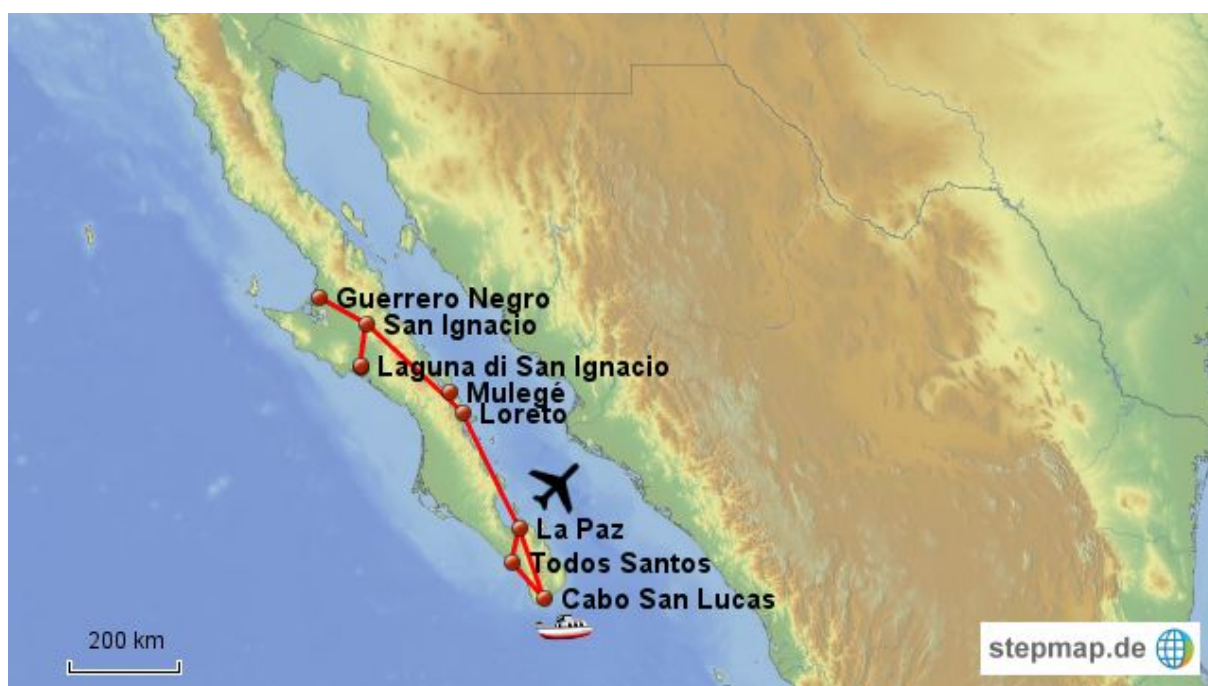 Guerrero Negro
San Ignacio
Laguna di San Ignacio
Mulegé
Loreto
La Paz
Todos Santos
Cabo San Lucas
200 km
stepmap.de